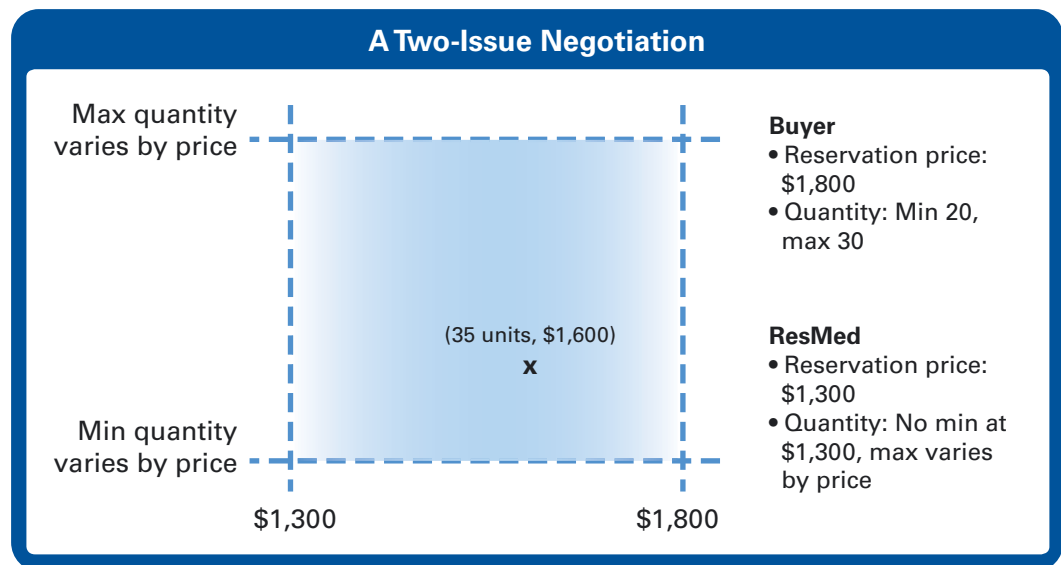 A Two-Issue Negotiation
Max quantity
varies by price
(35 units, $1,600)
x
Min quantity
varies by price
$1,300
$1,800
Buyer
• Reservation price:
$1,800
• Quantity: Min 20,
max 30
ResMed
• Reservation price:
$1,300
• Quantity: No min at
$1,300, max varies
by price